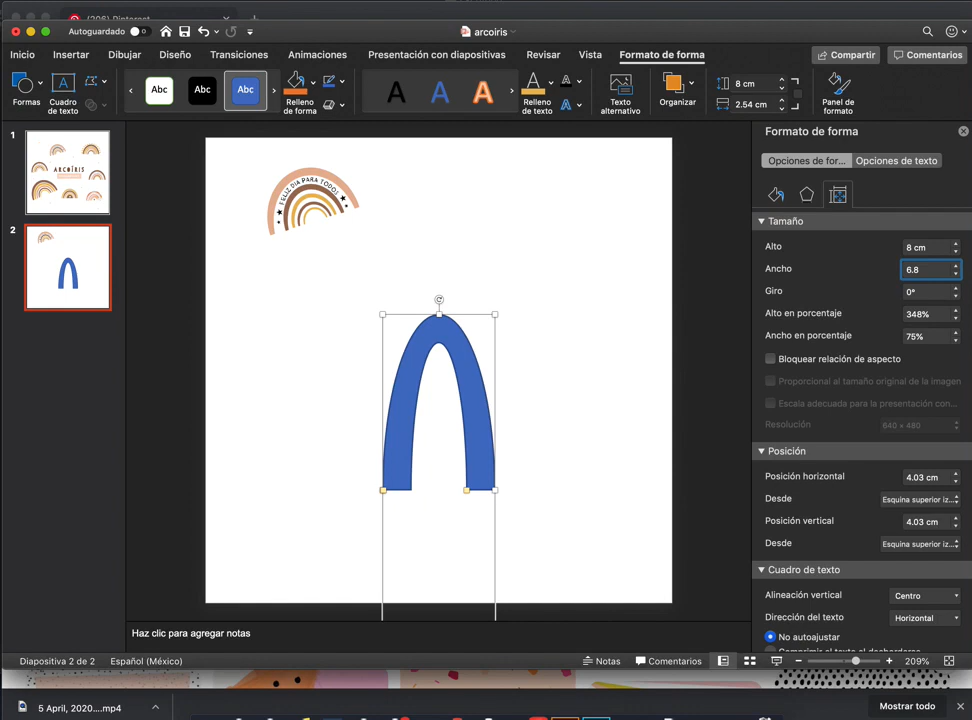 (206) Pinterest
Autoguardado
arcoiris
Inicio Insertar Dibujar Diseño Transiciones Animaciones Presentación con diapositivas Revisar Vista Formato de forma Compartir Comentarios
Formas
Cuadro de texto
Abc Abc Abc
Relleno de forma
A A A
Relleno de texto
Texto alternativo
Organizar
8 cm
2.54 cm
Panel de formato
1
ARCOÍRIS
2
FELIZ DIA PARA TODOS
Haz clic para agregar notas
Formato de forma
Opciones de for... Opciones de texto
Tamaño
Alto 8 cm
Ancho 6.8
Giro 0°
Alto en porcentaje 348%
Ancho en porcentaje 75%
Bloquear relación de aspecto
Proporcional al tamaño original de la imagen
Escala adecuada para la presentación con...
Resolución 640 × 480
Posición
Posición horizontal 4.03 cm
Desde Esquina superior iz...
Posición vertical 4.03 cm
Desde Esquina superior iz...
Cuadro de texto
Alineación vertical Centro
Dirección del texto Horizontal
No autoajustar
Diapositiva 2 de 2 Español (México) Notas Comentarios 209%
5 April, 2020....mp4 Mostrar todo